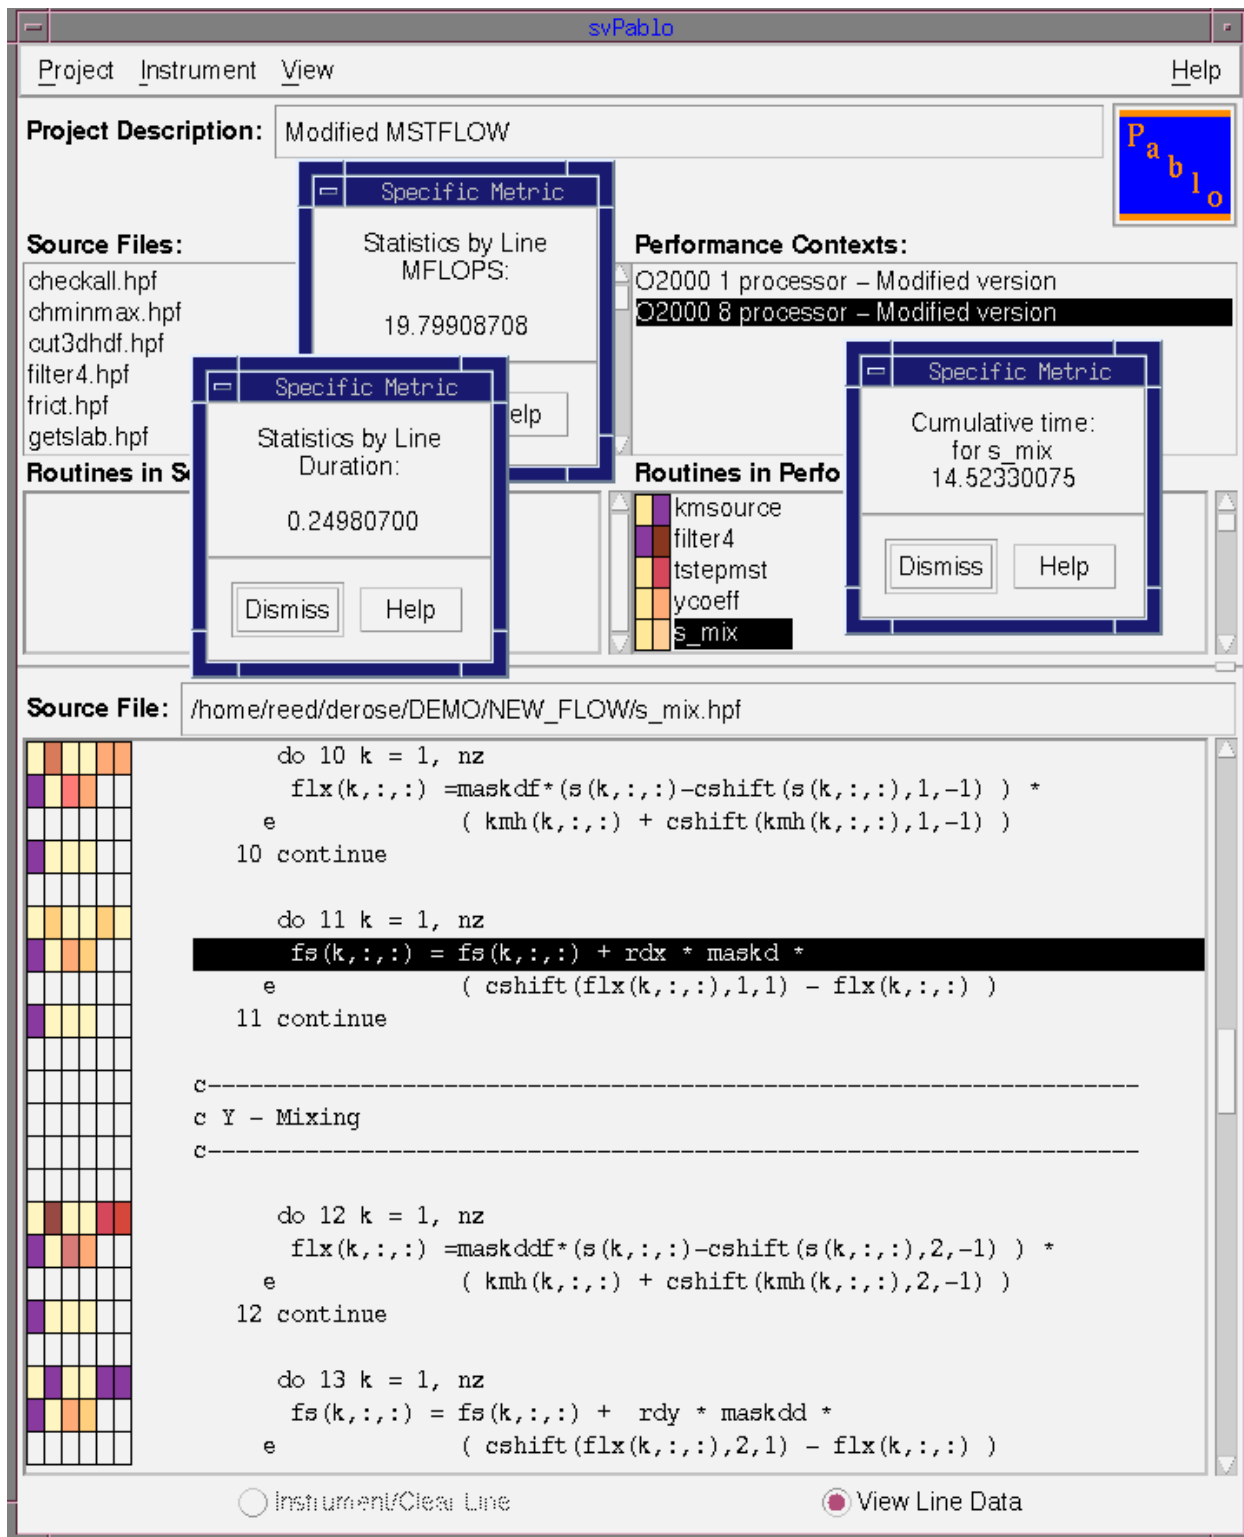 svPablo
Project Instrument View Help
Project Description: Modified MSTFLOW
Pablo
Specific Metric
Statistics by Line
MFLOPS:
19.79908708
elp
Source Files:
checkall.hpf
chminmax.hpf
cut3dhdf.hpf
filter4.hpf
frict.hpf
getslab.hpf
Performance Contexts:
O2000 1 processor – Modified version
O2000 8 processor – Modified version
Specific Metric
Statistics by Line
Duration:
0.24980700
Dismiss Help
Specific Metric
Cumulative time:
for s_mix
14.52330075
Dismiss Help
Routines in S
Routines in Perfo
kmsource
filter4
tstepmst
ycoeff
s_mix
Source File: /home/reed/derose/DEMO/NEW_FLOW/s_mix.hpf
do 10 k = 1, nz
flx(k,:,:) =maskdf*(s(k,:,:)-cshift(s(k,:,:),1,-1) ) *
e ( kmh(k,:,:) + cshift(kmh(k,:,:),1,-1) )
10 continue
do 11 k = 1, nz
fs(k,:,:) = fs(k,:,:) + rdx * maskd *
e ( cshift(flx(k,:,:),1,1) - flx(k,:,:) )
11 continue
c-------------------------------------------------------------------
c Y - Mixing
c-------------------------------------------------------------------
do 12 k = 1, nz
flx(k,:,:) =maskddf*(s(k,:,:)-cshift(s(k,:,:),2,-1) ) *
e ( kmh(k,:,:) + cshift(kmh(k,:,:),2,-1) )
12 continue
do 13 k = 1, nz
fs(k,:,:) = fs(k,:,:) + rdy * maskdd *
e ( cshift(flx(k,:,:),2,1) - flx(k,:,:) )
Instrument/Clear Line View Line Data